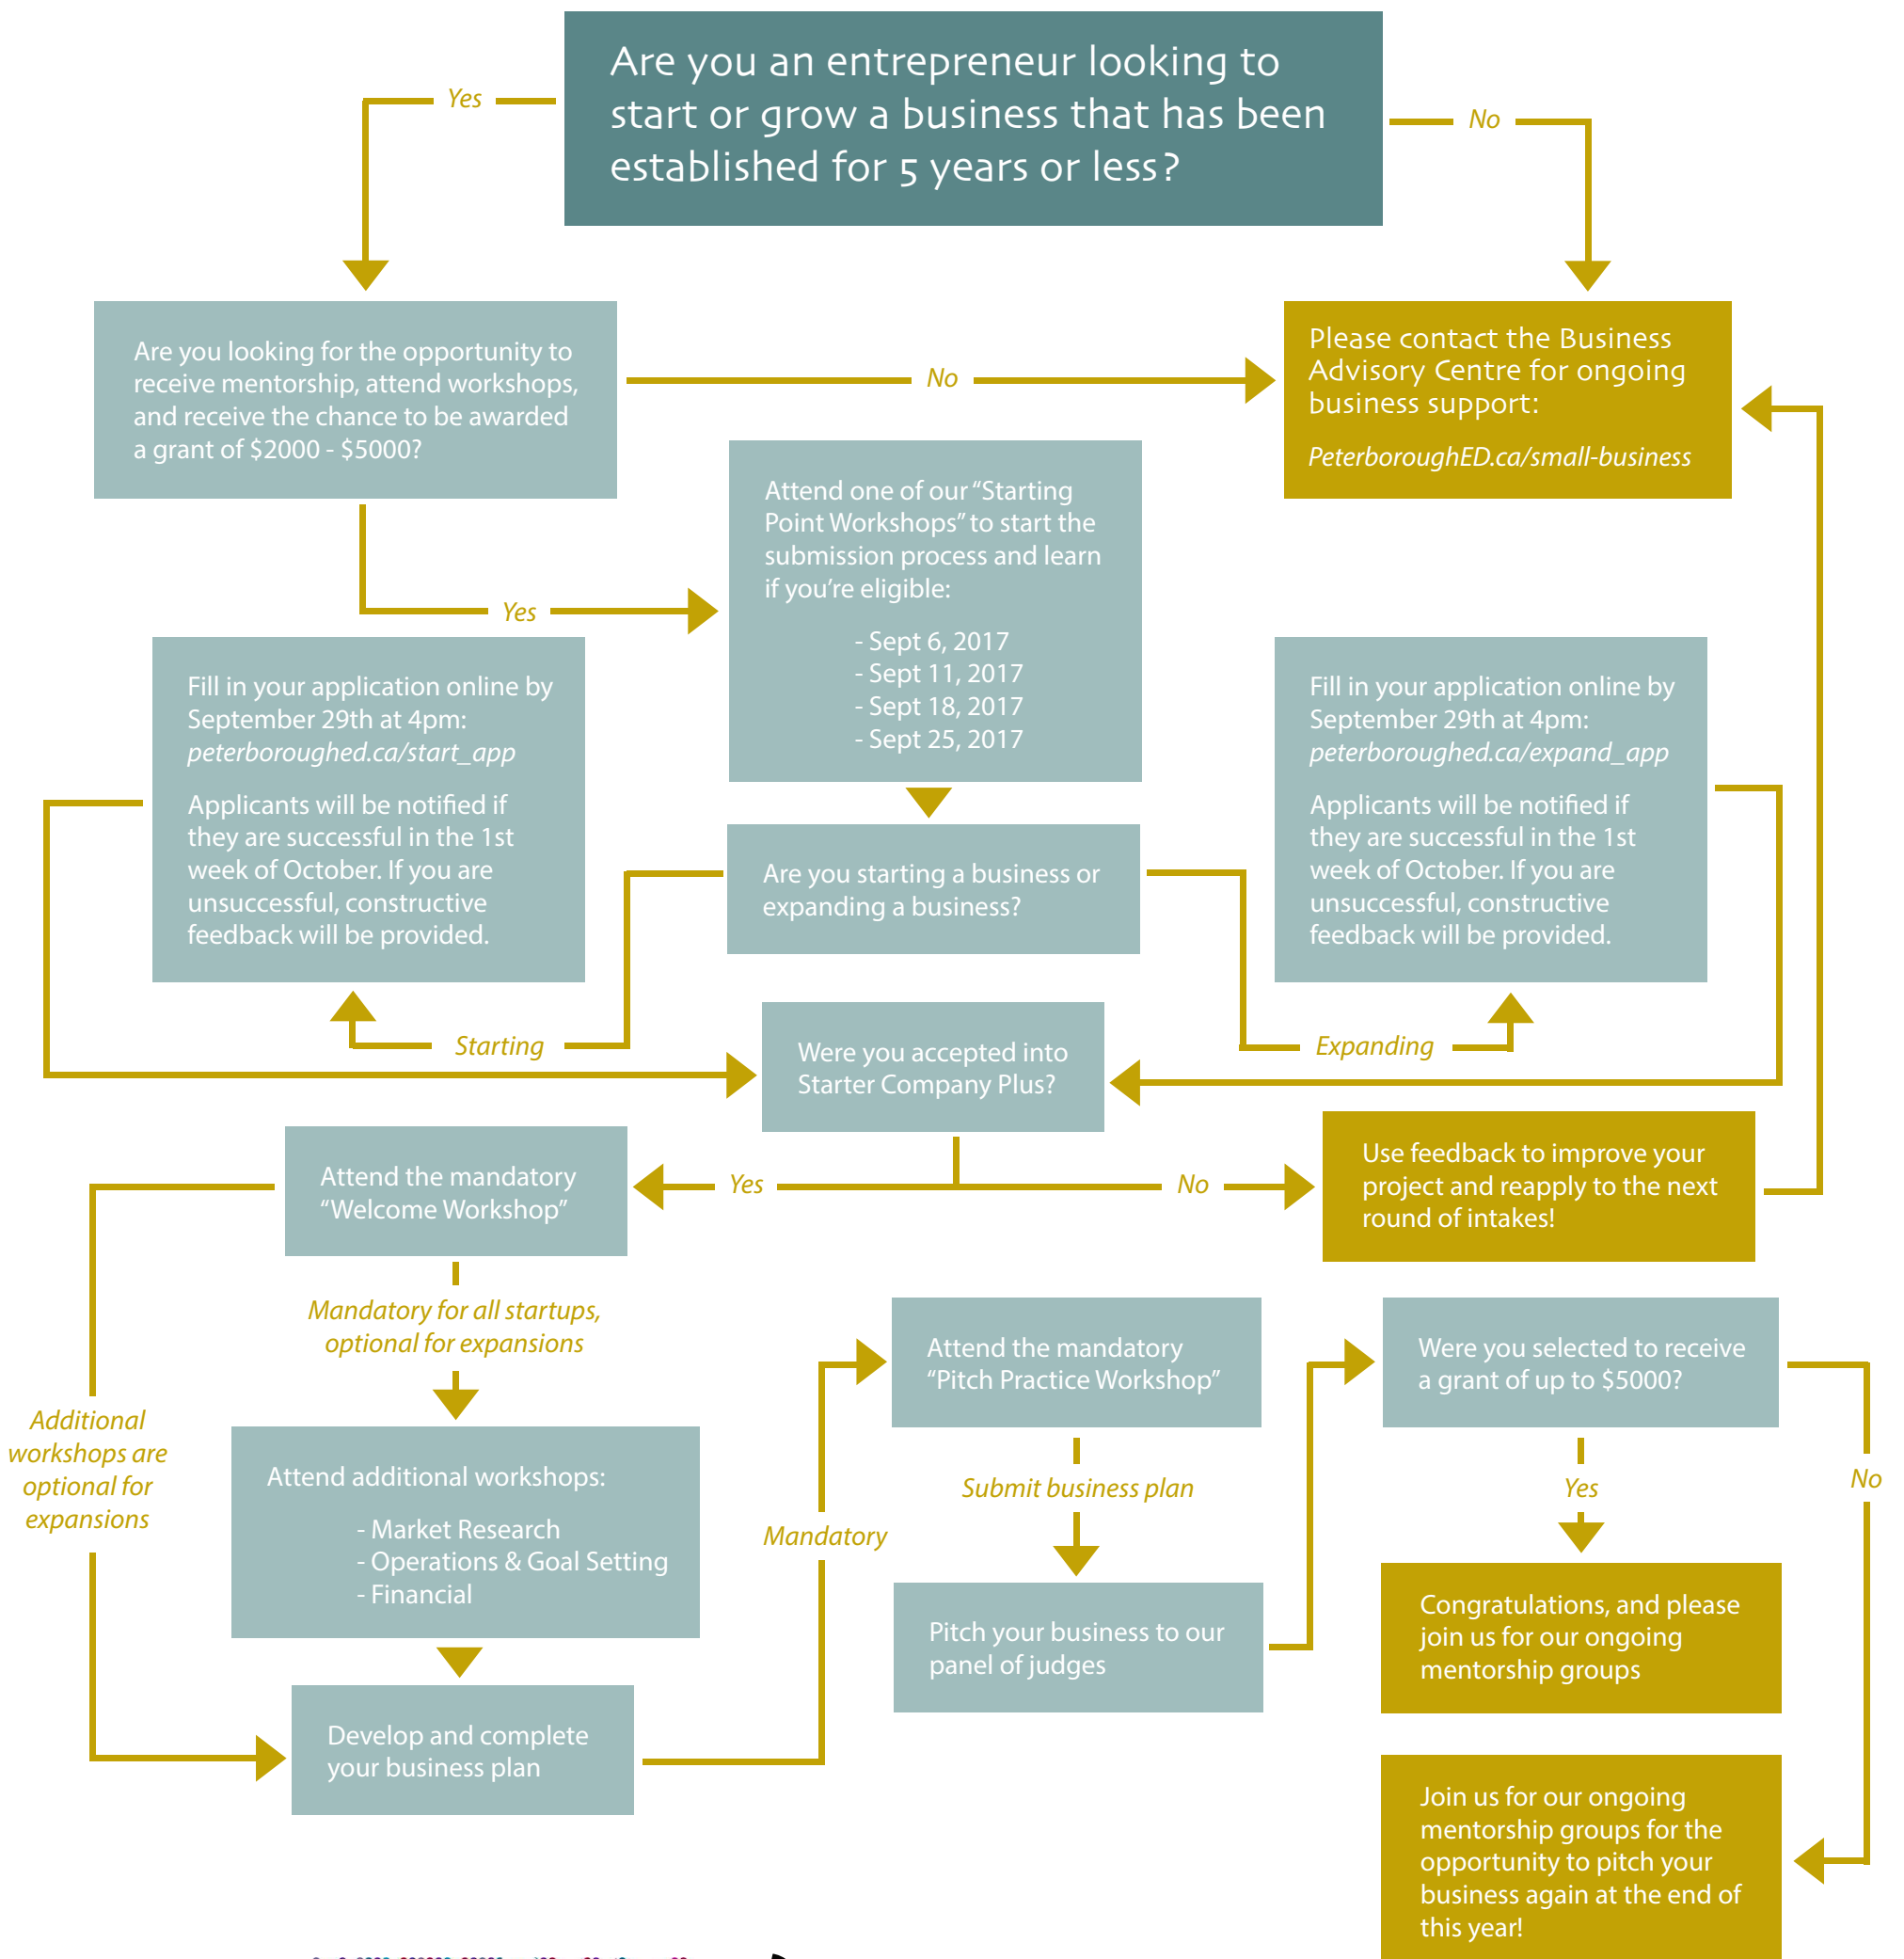 Are you an entrepreneur looking to
start or grow a business that has been
established for 5 years or less?
Yes
No
Are you looking for the opportunity to
receive mentorship, attend workshops,
and receive the chance to be awarded
a grant of $2000 - $5000?
No
Please contact the Business
Advisory Centre for ongoing
business support:
PeterboroughED.ca/small-business
Yes
Attend one of our “Starting
Point Workshops” to start the
submission process and learn
if you’re eligible:
- Sept 6, 2017
- Sept 11, 2017
- Sept 18, 2017
- Sept 25, 2017
Fill in your application online by
September 29th at 4pm:
peterboroughed.ca/start_app
Applicants will be notified if
they are successful in the 1st
week of October. If you are
unsuccessful, constructive
feedback will be provided.
Are you starting a business or
expanding a business?
Fill in your application online by
September 29th at 4pm:
peterboroughed.ca/expand_app
Applicants will be notified if
they are successful in the 1st
week of October. If you are
unsuccessful, constructive
feedback will be provided.
Starting
Expanding
Were you accepted into
Starter Company Plus?
Yes
No
Attend the mandatory
“Welcome Workshop”
Use feedback to improve your
project and reapply to the next
round of intakes!
Mandatory for all startups,
optional for expansions
Additional
workshops are
optional for
expansions
Attend additional workshops:
- Market Research
- Operations & Goal Setting
- Financial
Develop and complete
your business plan
Mandatory
Attend the mandatory
“Pitch Practice Workshop”
Submit business plan
Pitch your business to our
panel of judges
Were you selected to receive
a grant of up to $5000?
Yes
No
Congratulations, and please
join us for our ongoing
mentorship groups
Join us for our ongoing
mentorship groups for the
opportunity to pitch your
business again at the end of
this year!